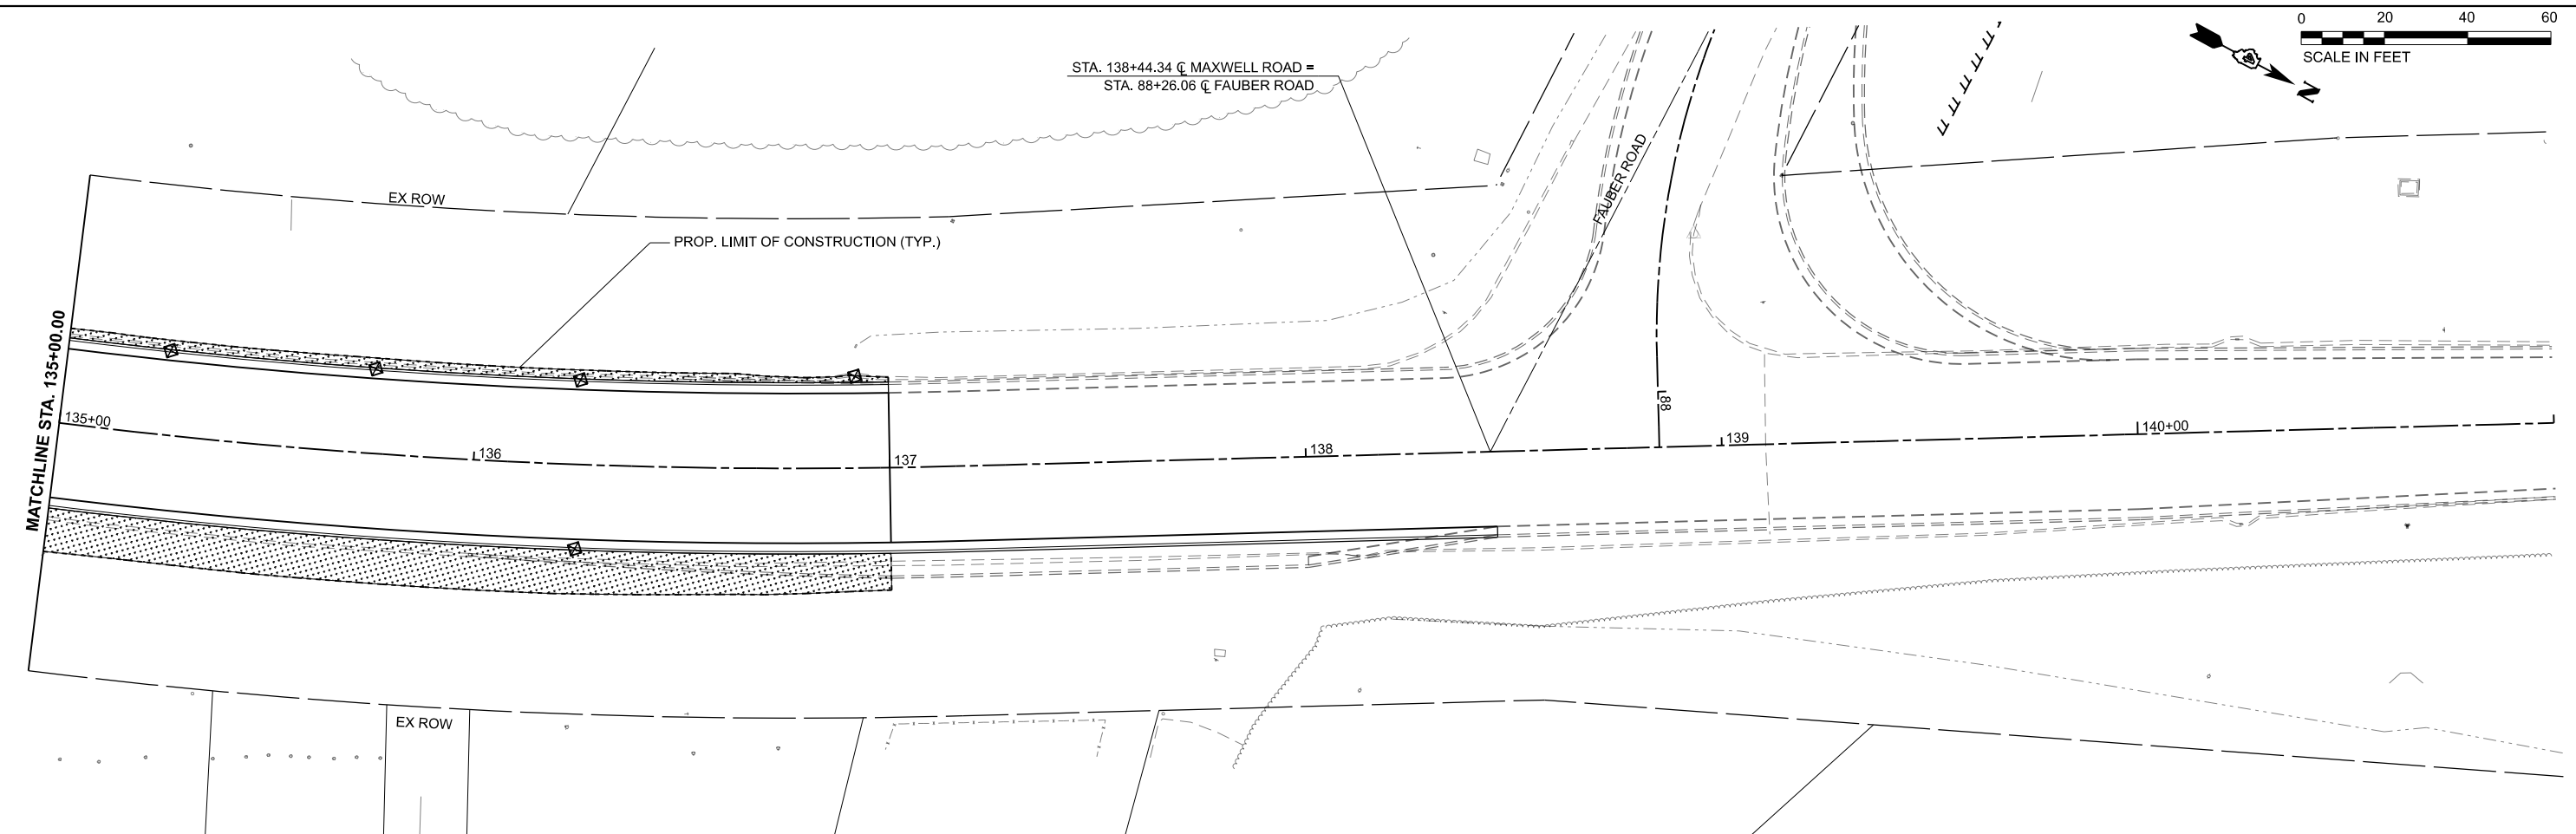 0 20 40 60
SCALE IN FEET
N
STA. 138+44.34 ℄ MAXWELL ROAD =
STA. 88+26.06 ℄ FAUBER ROAD
FAUBER ROAD
EX ROW
PROP. LIMIT OF CONSTRUCTION (TYP.)
MATCHLINE STA. 135+00.00
135+00
136
137
138
88
139
140+00
EX ROW